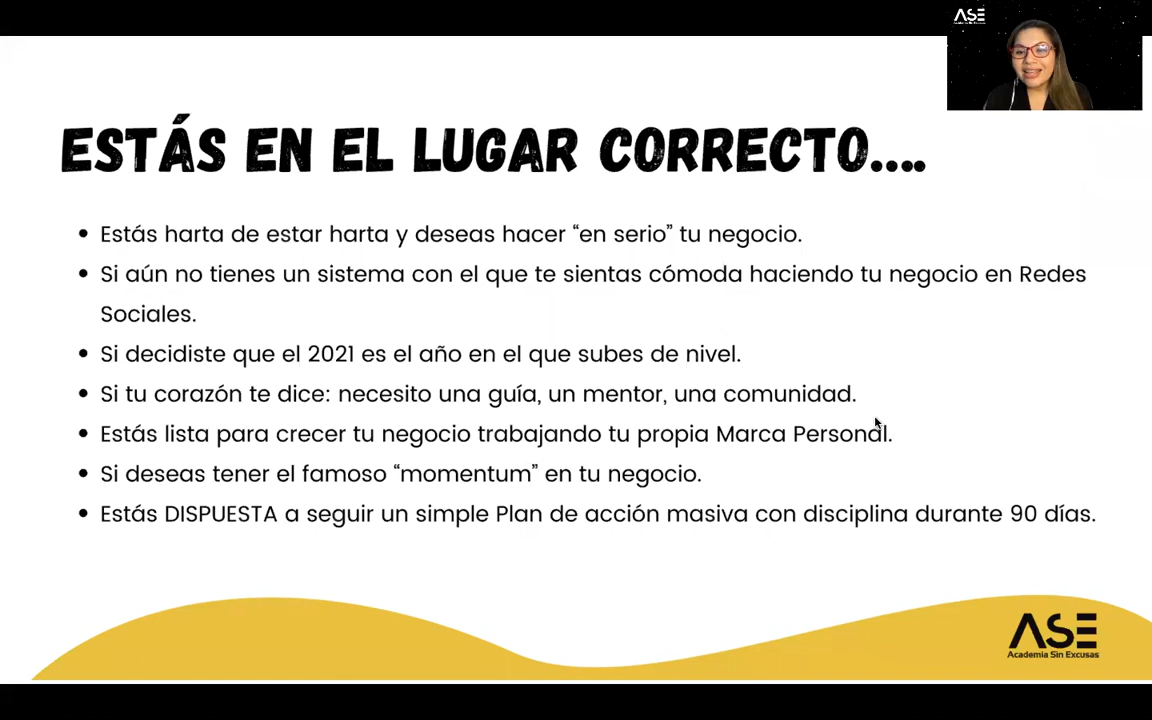 ASE
ESTÁS EN EL LUGAR CORRECTO....
• Estás harta de estar harta y deseas hacer “en serio” tu negocio.
• Si aún no tienes un sistema con el que te sientas cómoda haciendo tu negocio en Redes
Sociales.
• Si decidiste que el 2021 es el año en el que subes de nivel.
• Si tu corazón te dice: necesito una guía, un mentor, una comunidad.
• Estás lista para crecer tu negocio trabajando tu propia Marca Personal.
• Si deseas tener el famoso “momentum” en tu negocio.
• Estás DISPUESTA a seguir un simple Plan de acción masiva con disciplina durante 90 días.
ASE
Academia Sin Excusas